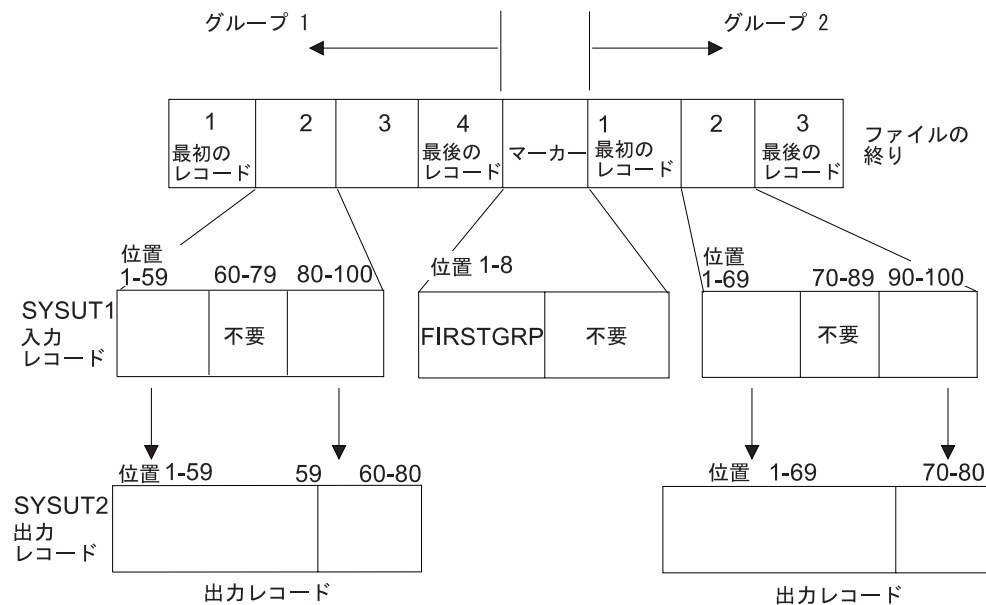 グループ 1
グループ 2
1
最初の
レコード
2
3
4
最後の
レコード
マーカー
1
最初の
レコード
2
3
最後の
レコード
ファイルの
終り
位置
1-59
60-79
80-100
位置 1-8
位置
1-69
70-89
90-100
SYSUT1
入力
レコード
不要
FIRSTGRP
不要
不要
位置 1-59
59
60-80
位置
1-69
70-80
SYSUT2
出力
レコード
出力レコード
出力レコード